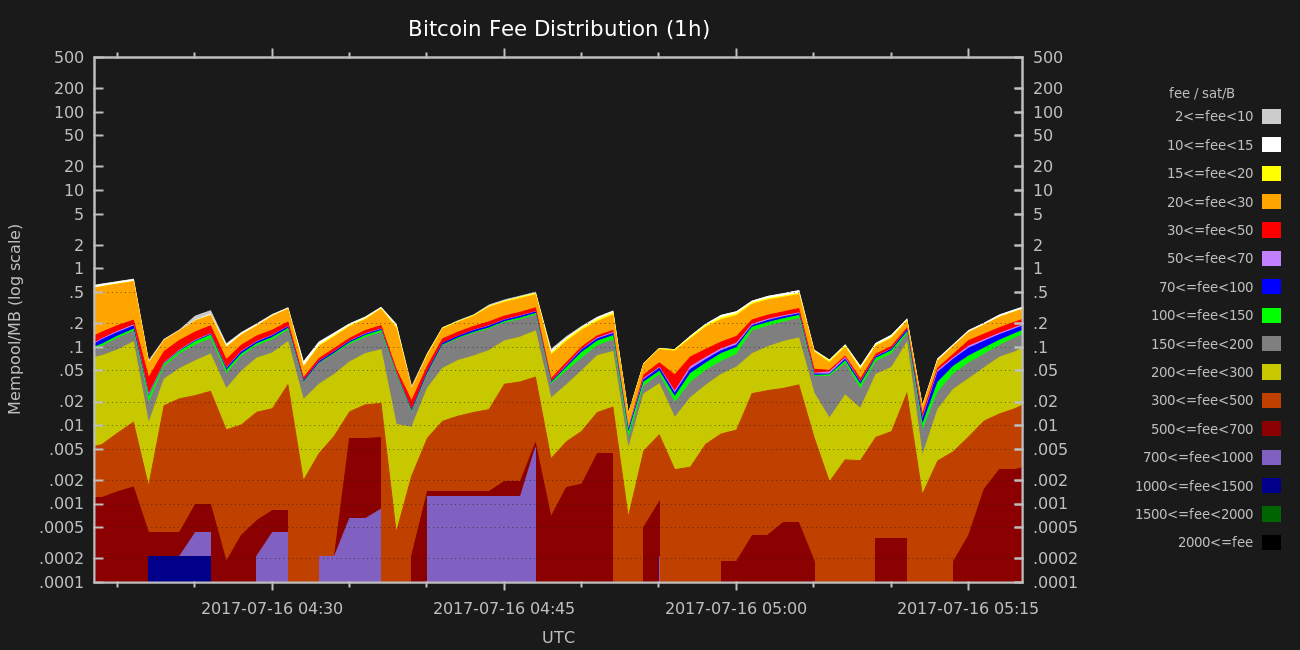 Bitcoin Fee Distribution (1h)
Mempool/MB (log scale)
500
200
100
50
20
10
5
2
1
.5
.2
.1
.05
.02
.01
.005
.002
.001
.0005
.0002
.0001
500
200
100
50
20
10
5
2
1
.5
.2
.1
.05
.02
.01
.005
.002
.001
.0005
.0002
.0001
2017-07-16 04:30
2017-07-16 04:45
2017-07-16 05:00
2017-07-16 05:15
UTC
fee / sat/B
2<=fee<10
10<=fee<15
15<=fee<20
20<=fee<30
30<=fee<50
50<=fee<70
70<=fee<100
100<=fee<150
150<=fee<200
200<=fee<300
300<=fee<500
500<=fee<700
700<=fee<1000
1000<=fee<1500
1500<=fee<2000
2000<=fee